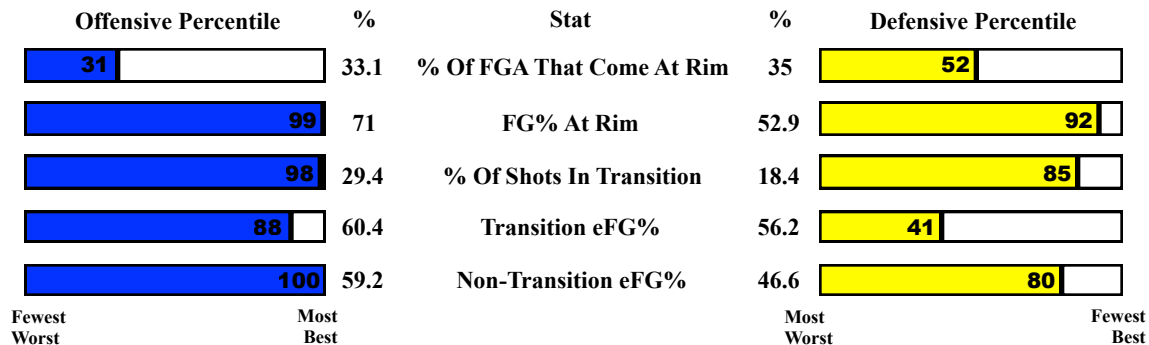 Offensive Percentile % Stat % Defensive Percentile
31 33.1 % Of FGA That Come At Rim 35 52
99 71 FG% At Rim 52.9 92
98 29.4 % Of Shots In Transition 18.4 85
88 60.4 Transition eFG% 56.2 41
100 59.2 Non-Transition eFG% 46.6 80
Fewest Most Most Fewest
Worst Best Worst Best